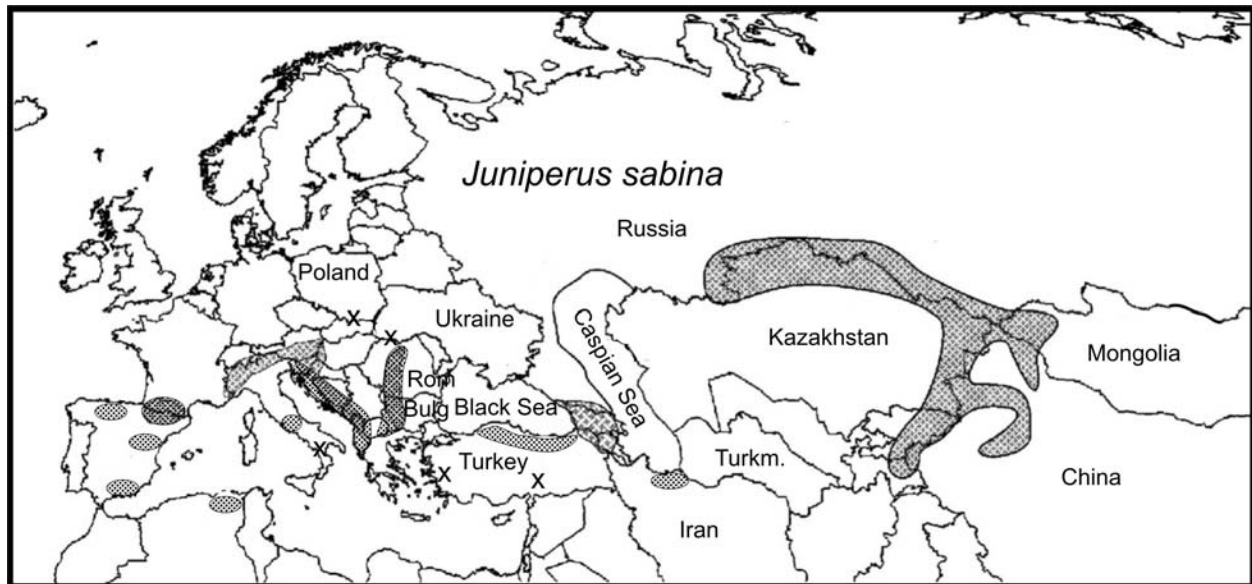 Juniperus sabina
Russia
Poland
x
Ukraine
x
Caspian Sea
Kazakhstan
Mongolia
Rom
Bulg
Black Sea
x
Turkey
x
x
Turkm.
China
Iran